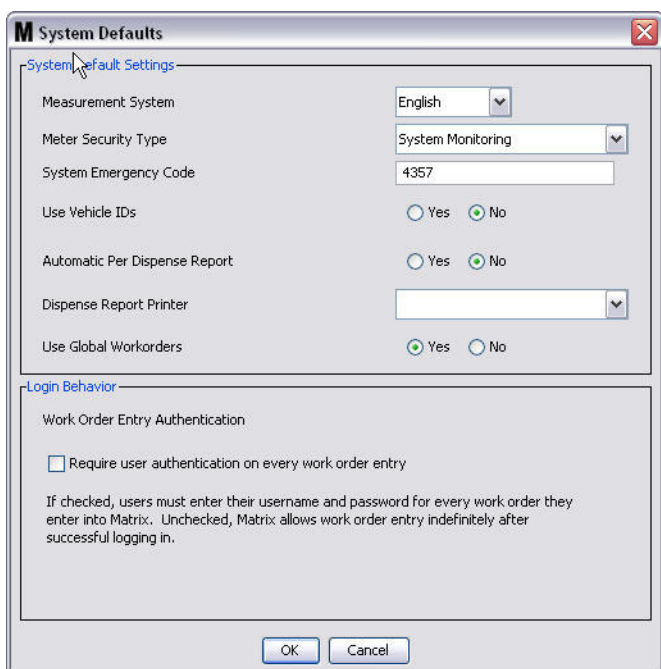 M System Defaults
System Default Settings
Measurement System English
Meter Security Type System Monitoring
System Emergency Code 4357
Use Vehicle IDs Yes No
Automatic Per Dispense Report Yes No
Dispense Report Printer
Use Global Workorders Yes No
Login Behavior
Work Order Entry Authentication
Require user authentication on every work order entry
If checked, users must enter their username and password for every work order they
enter into Matrix. Unchecked, Matrix allows work order entry indefinitely after
successful logging in.
OK Cancel